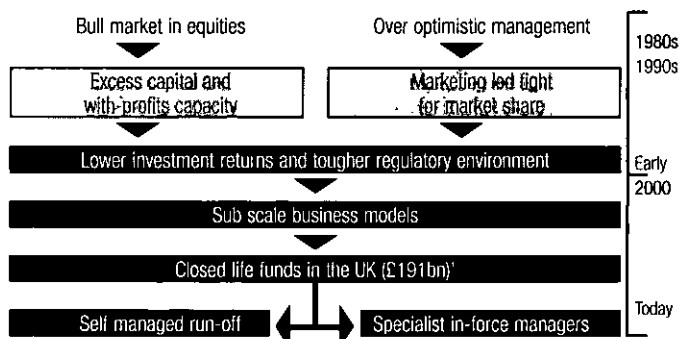 Bull market in equities
Over optimistic management
1980s
1990s
Excess capital and
with-profits capacity
Marketing led fight
for market share
Lower investment returns and tougher regulatory environment
Early
2000
Sub scale business models
Closed life funds in the UK (£191bn)¹
Today
Self managed run-off
Specialist in-force managers